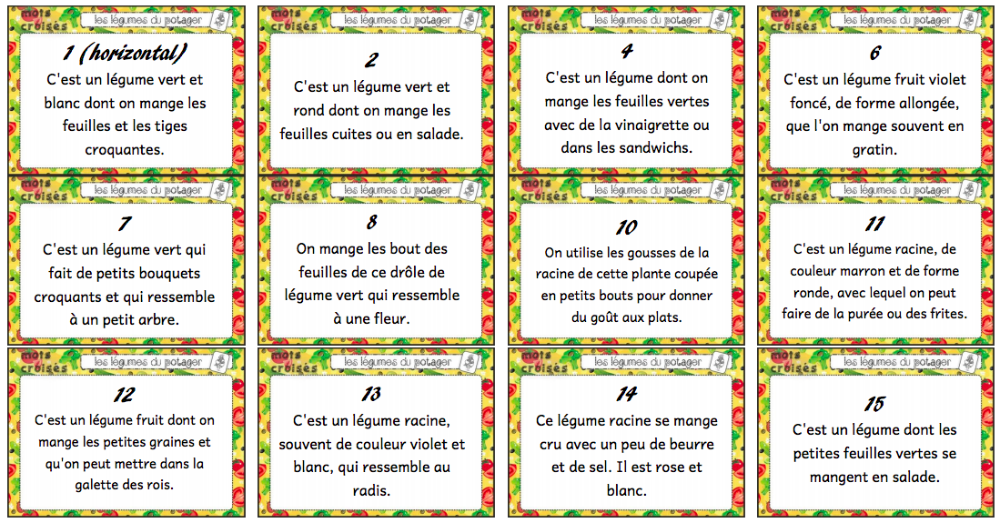 mots
croisés
les légumes du potager
1 (horizontal)
C'est un légume vert et
blanc dont on mange les
feuilles et les tiges
croquantes.
mots
croisés
les légumes du potager
2
C'est un légume vert et
rond dont on mange les
feuilles cuites ou en salade.
mots
croisés
les légumes du potager
4
C'est un légume dont on
mange les feuilles vertes
avec de la vinaigrette ou
dans les sandwichs.
mots
croisés
les légumes du potager
6
C'est un légume fruit violet
foncé, de forme allongée,
que l'on mange souvent en
gratin.
mots
croisés
les légumes du potager
7
C'est un légume vert qui
fait de petits bouquets
croquants et qui ressemble
à un petit arbre.
mots
croisés
les légumes du potager
8
On mange les bout des
feuilles de ce drôle de
légume vert qui ressemble
à une fleur.
mots
croisés
les légumes du potager
10
On utilise les gousses de la
racine de cette plante coupée
en petits bouts pour donner
du goût aux plats.
mots
croisés
les légumes du potager
11
C'est un légume racine, de
couleur marron et de forme
ronde, avec lequel on peut
faire de la purée ou des frites.
mots
croisés
les légumes du potager
12
C'est un légume fruit dont on
mange les petites graines et
qu'on peut mettre dans la
galette des rois.
mots
croisés
les légumes du potager
13
C'est un légume racine,
souvent de couleur violet et
blanc, qui ressemble au
radis.
mots
croisés
les légumes du potager
14
Ce légume racine se mange
cru avec un peu de beurre
et de sel. Il est rose et
blanc.
mots
croisés
les légumes du potager
15
C'est un légume dont les
petites feuilles vertes se
mangent en salade.